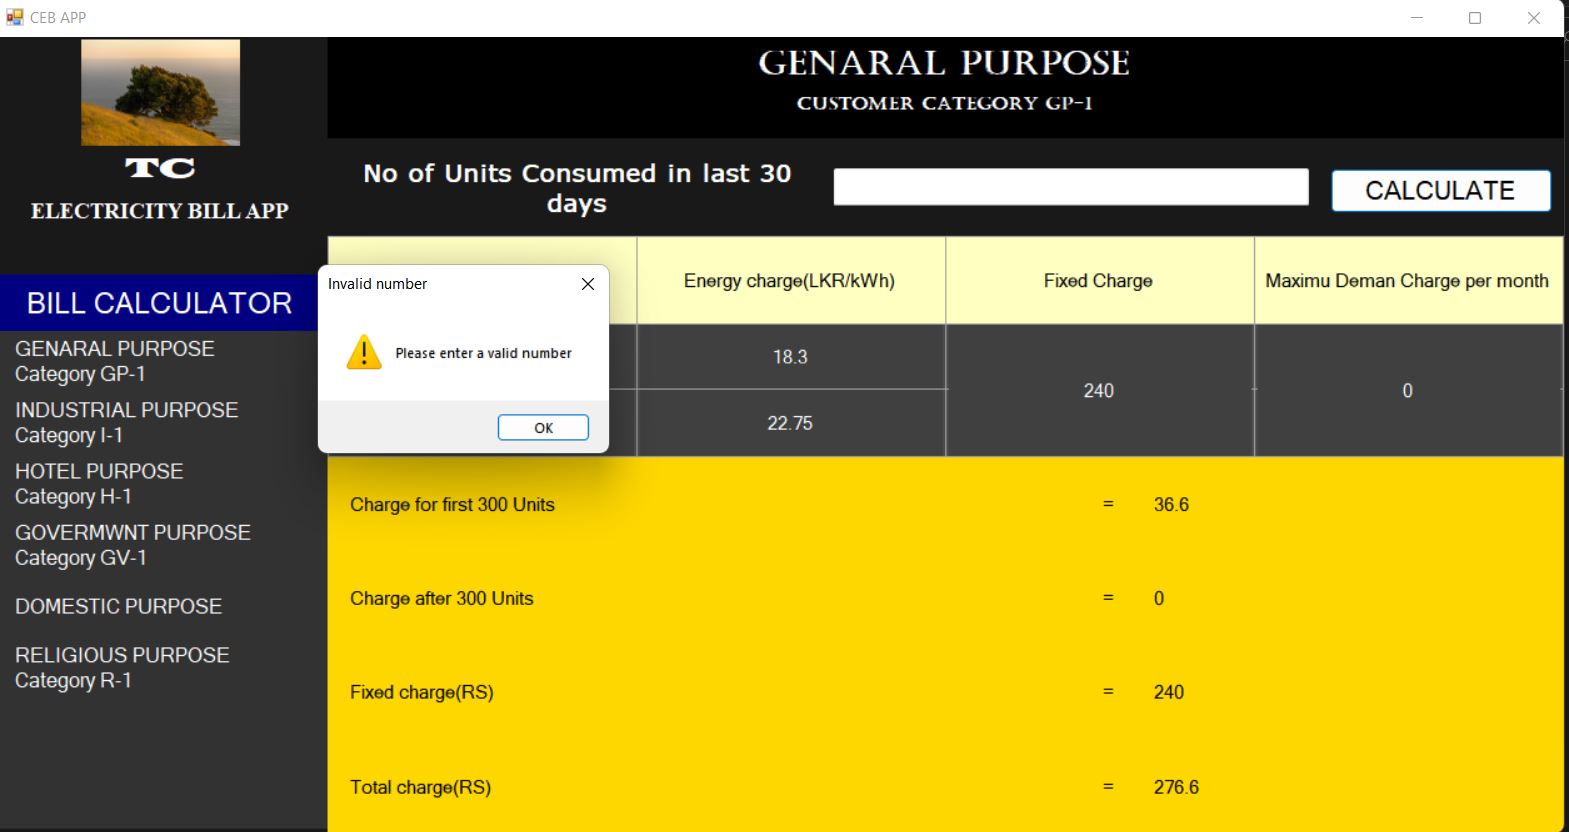 CEB APP
TC
ELECTRICITY BILL APP
BILL CALCULATOR
GENARAL PURPOSE
Category GP-1
INDUSTRIAL PURPOSE
Category I-1
HOTEL PURPOSE
Category H-1
GOVERMWNT PURPOSE
Category GV-1
DOMESTIC PURPOSE
RELIGIOUS PURPOSE
Category R-1
GENARAL PURPOSE
CUSTOMER CATEGORY GP-1
No of Units Consumed in last 30
days
CALCULATE
Energy charge(LKR/kWh)
Fixed Charge
Maximu Deman Charge per month
18.3
22.75
240
0
Invalid number
Please enter a valid number
OK
Charge for first 300 Units = 36.6
Charge after 300 Units = 0
Fixed charge(RS) = 240
Total charge(RS) = 276.6